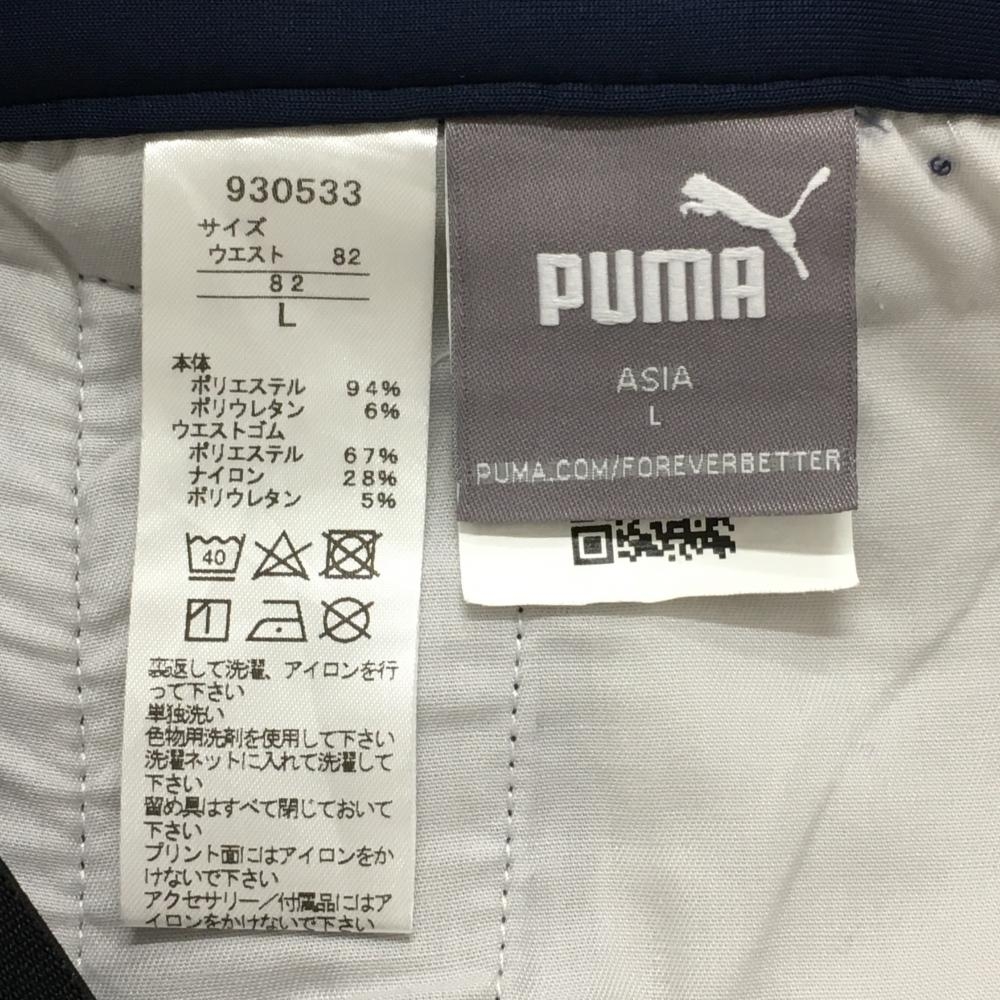 930533
サイズ
ウエスト 82
82
L
本体
ポリエステル 94%
ポリウレタン 6%
ウエストゴム
ポリエステル 67%
ナイロン 28%
ポリウレタン 5%
40
裏返して洗濯、アイロンを行
って下さい
単独洗い
色物用洗剤を使用して下さい
洗濯ネットに入れて洗濯して
下さい
留め具はすべて閉じておいて
下さい
プリント面にはアイロンをか
けないで下さい
アクセサリー/付属品にはア
イロンをかけないで下さい
PUMA
ASIA
L
PUMA.COM/FOREVERBETTER